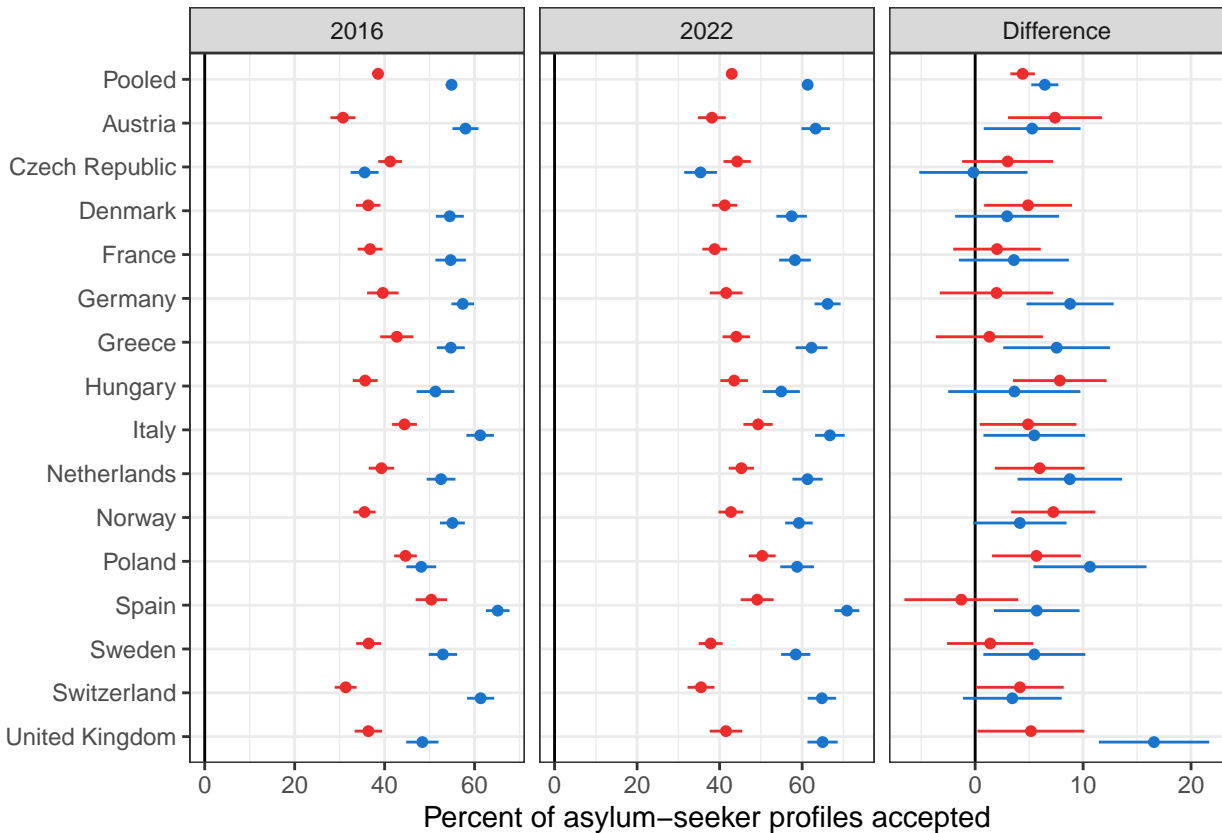 2016 2022 Difference
Pooled
Austria
Czech Republic
Denmark
France
Germany
Greece
Hungary
Italy
Netherlands
Norway
Poland
Spain
Sweden
Switzerland
United Kingdom
0 20 40 60 0 20 40 60 0 10 20
Percent of asylum−seeker profiles accepted